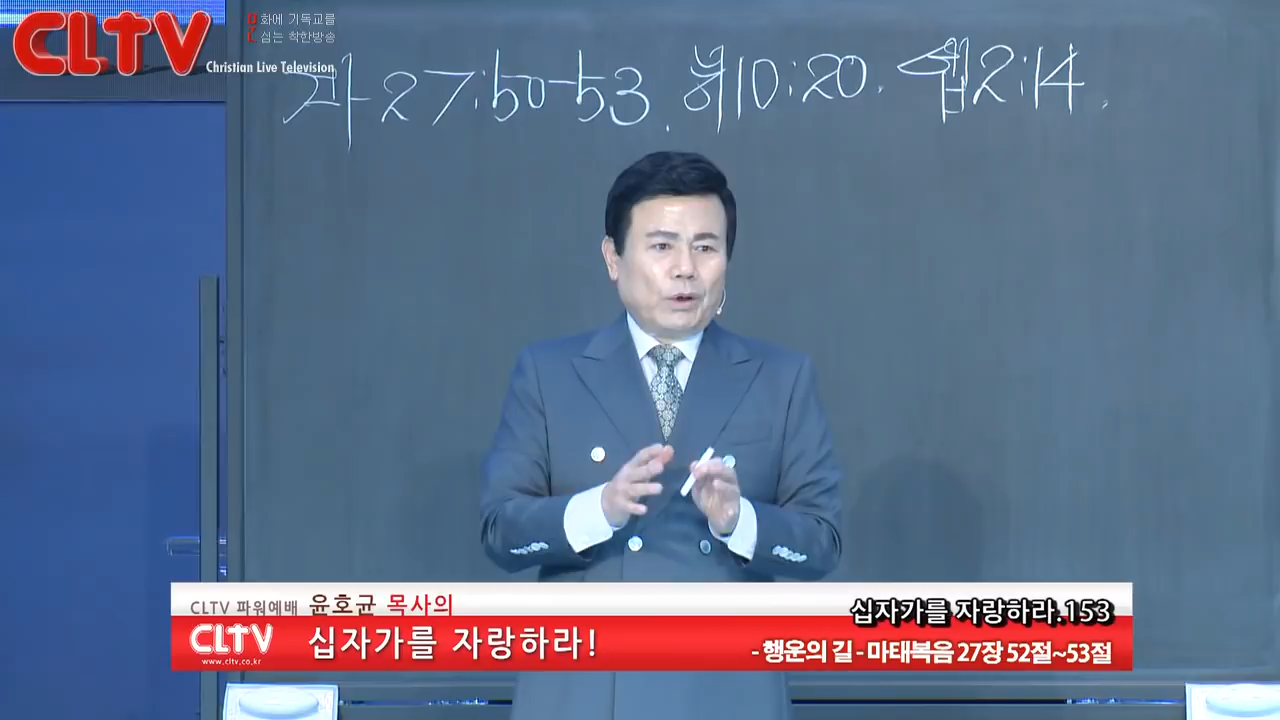 CLTV
문화에 기독교를
심는 착한방송
Christian Live Television
마 27:50-53. 히10:20. 엡2:14.
CLTV 파워예배 윤호균 목사의
십자가를 자랑하라.153
CLTV
www.cltv.co.kr
십자가를 자랑하라!
- 행운의 길 - 마태복음 27장 52절~53절